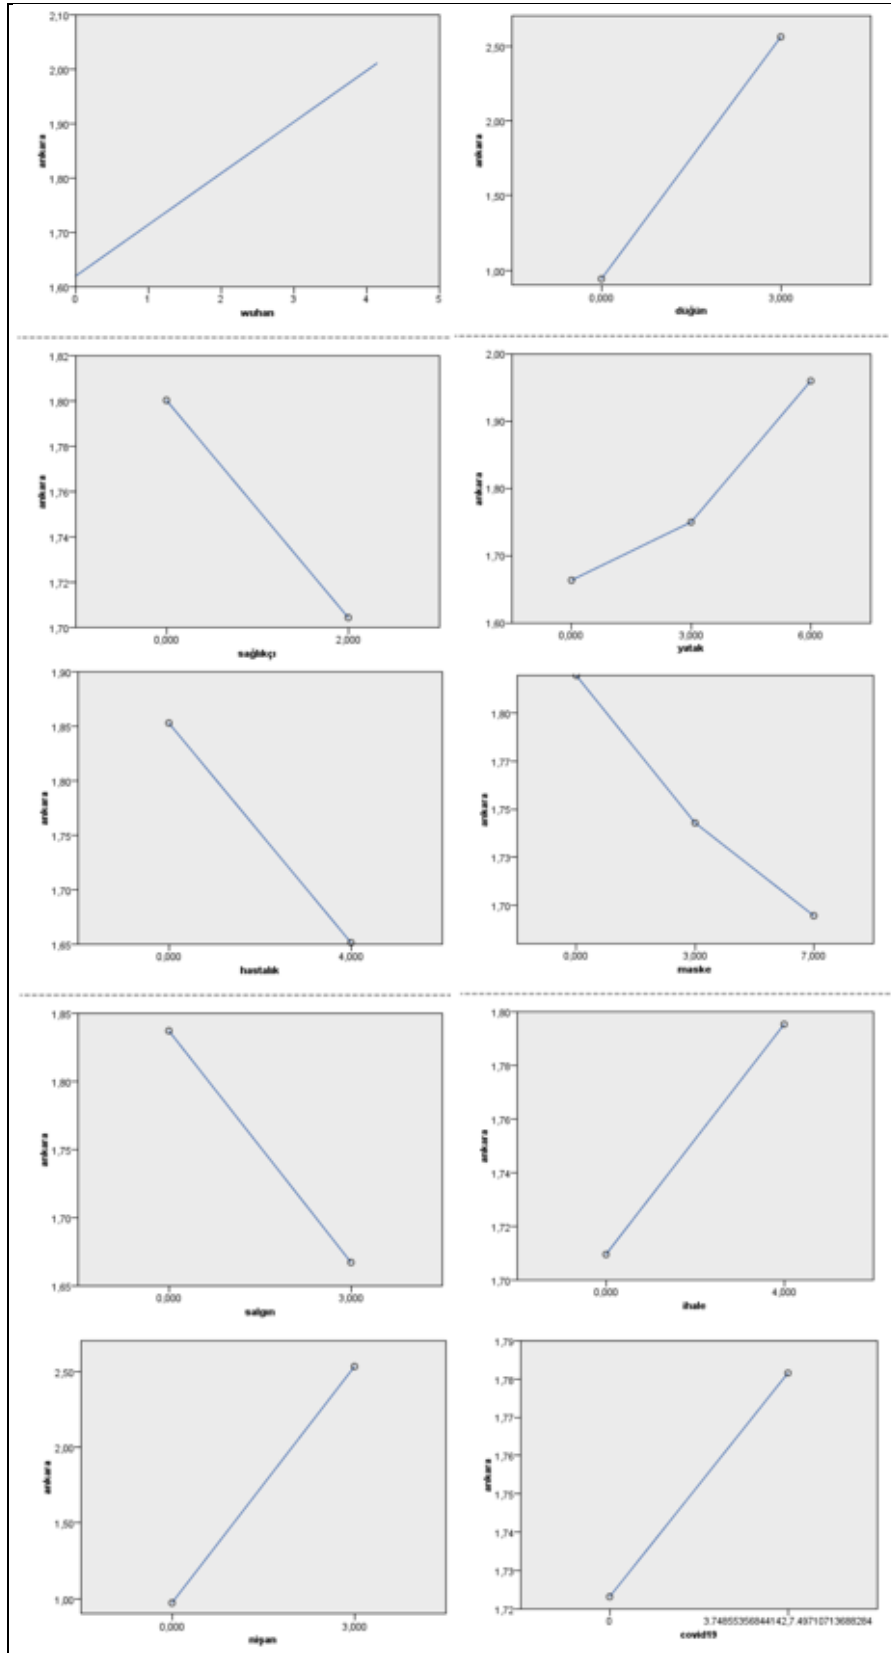 2,10
2,00
1,90
1,80
1,70
1,60
ankara
0 1 2 3 4 5
wuhan
2,50
2,00
1,50
1,00
ankara
0,000 3,000
düğün
1,82
1,80
1,78
1,76
1,74
1,72
1,70
ankara
0,000 2,000
sağlıkçı
2,00
1,90
1,80
1,70
1,60
ankara
0,000 3,000 6,000
yatak
1,90
1,85
1,80
1,75
1,70
1,65
ankara
0,000 4,000
hastalık
1,80
1,77
1,75
1,73
1,70
ankara
0,000 3,000 7,000
maske
1,85
1,80
1,75
1,70
1,65
ankara
0,000 3,000
salgın
1,80
1,78
1,76
1,74
1,72
1,70
ankara
0,000 4,000
ihale
2,50
2,00
1,50
1,00
ankara
0,000 3,000
nişan
1,79
1,78
1,77
1,76
1,75
1,74
1,73
1,72
ankara
0 3.74855356844142,7.49710713688284
covid19